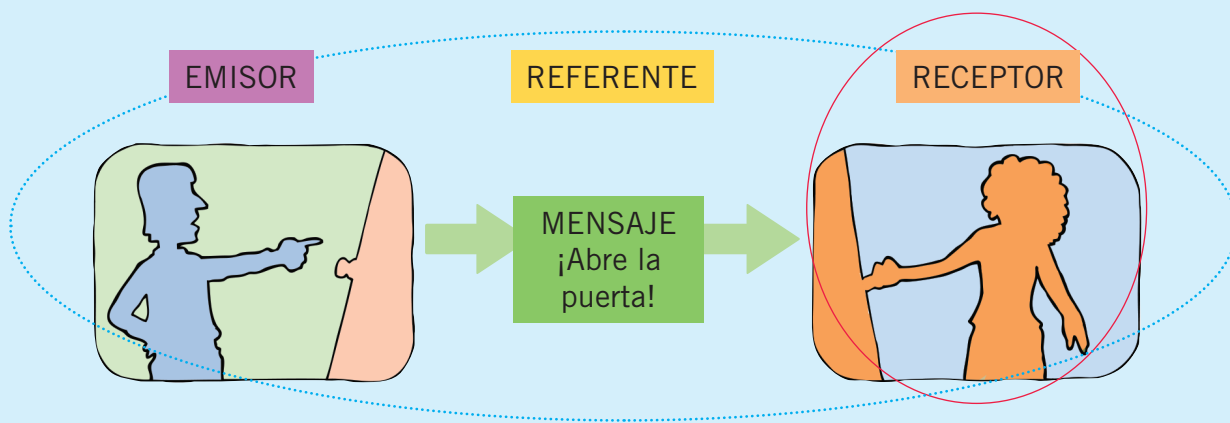 EMISOR
REFERENTE
RECEPTOR
MENSAJE
¡Abre la
puerta!